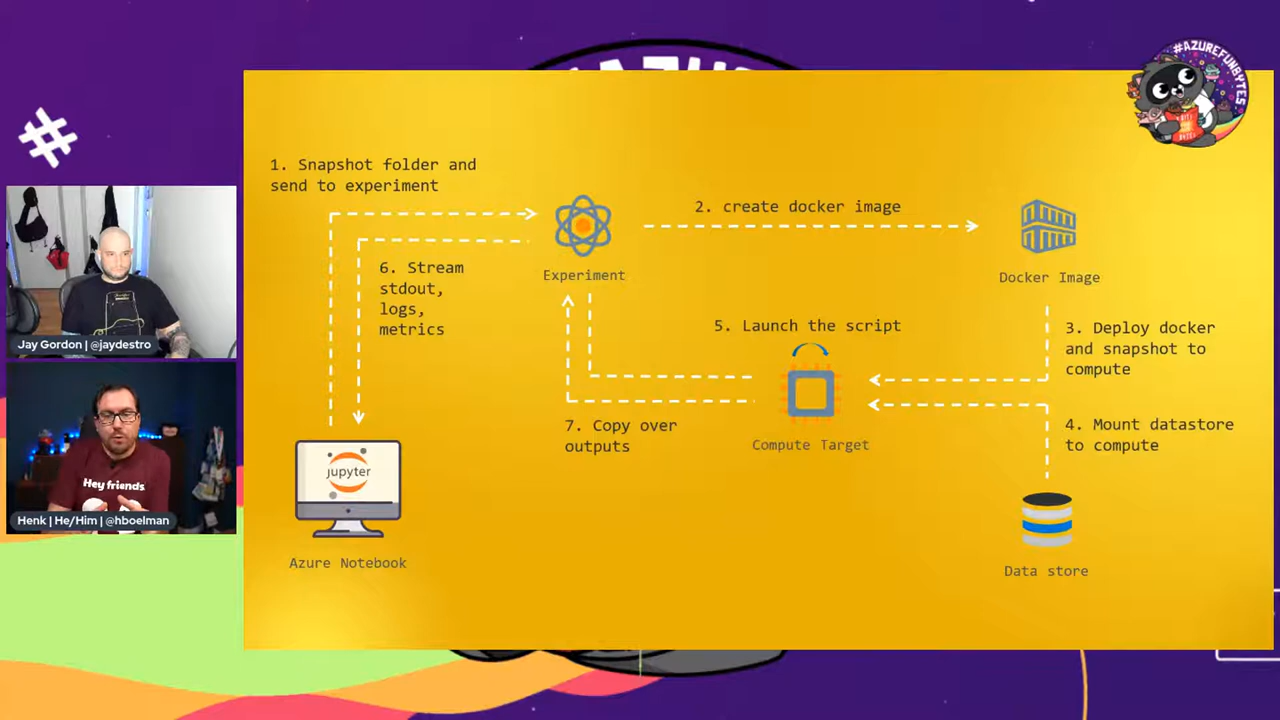 #AZUREFUNBYTES
#
1. Snapshot folder and
send to experiment
2. create docker image
Experiment
Docker Image
6. Stream
stdout,
logs,
metrics
5. Launch the script
3. Deploy docker
and snapshot to
compute
7. Copy over
outputs
Compute Target
4. Mount datastore
to compute
jupyter
Azure Notebook
Data store
Jay Gordon | @jaydestro
Hey friends.
Henk | He/Him | @hboelman